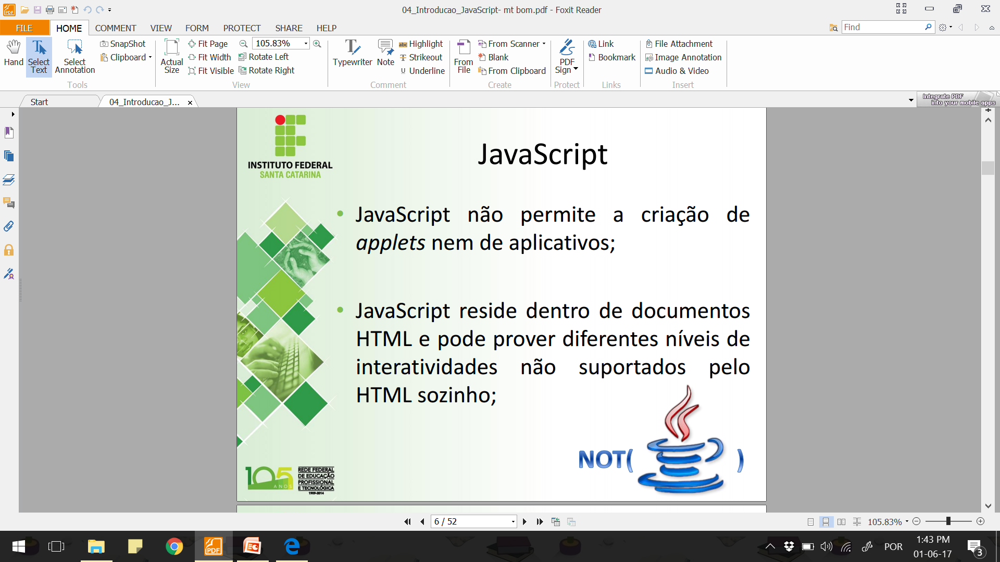 04_Introducao_JavaScript- mt bom.pdf - Foxit Reader
FILE HOME COMMENT VIEW FORM PROTECT SHARE HELP
Find
Hand
Select Text
Select Annotation
SnapShot
Clipboard
Tools
Actual Size
Fit Page
Fit Width
Fit Visible
105.83%
Rotate Left
Rotate Right
View
Typewriter
Note
abc Highlight
Strikeout
Underline
Comment
From File
From Scanner
Blank
From Clipboard
Create
PDF Sign
Protect
Link
Bookmark
Links
File Attachment
Image Annotation
Audio & Video
Insert
Start
04_Introducao_J...
Integrate PDF
into your mobile apps
INSTITUTO FEDERAL
SANTA CATARINA
JavaScript
• JavaScript não permite a criação de
applets nem de aplicativos;
• JavaScript reside dentro de documentos
HTML e pode prover diferentes níveis de
interatividades não suportados pelo
HTML sozinho;
NOT( )
105
ANOS
REDE FEDERAL
DE EDUCAÇÃO
PROFISSIONAL
E TECNOLÓGICA
1909-2014
6 / 52
105.83%
PDF
POR
1:43 PM
01-06-17
3